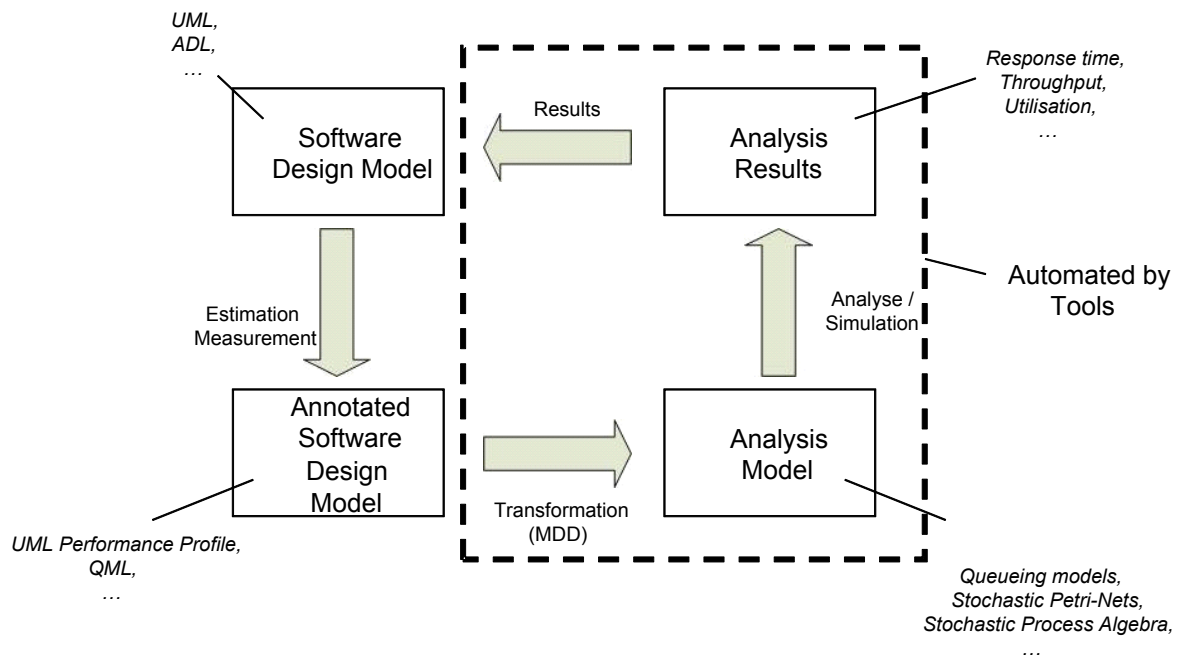 UML,
ADL,
…
Software
Design Model
Results
Analysis
Results
Response time,
Throughput,
Utilisation,
…
Estimation
Measurement
Analyse /
Simulation
Automated by
Tools
Annotated
Software
Design
Model
Transformation
(MDD)
Analysis
Model
UML Performance Profile,
QML,
…
Queueing models,
Stochastic Petri-Nets,
Stochastic Process Algebra,
…